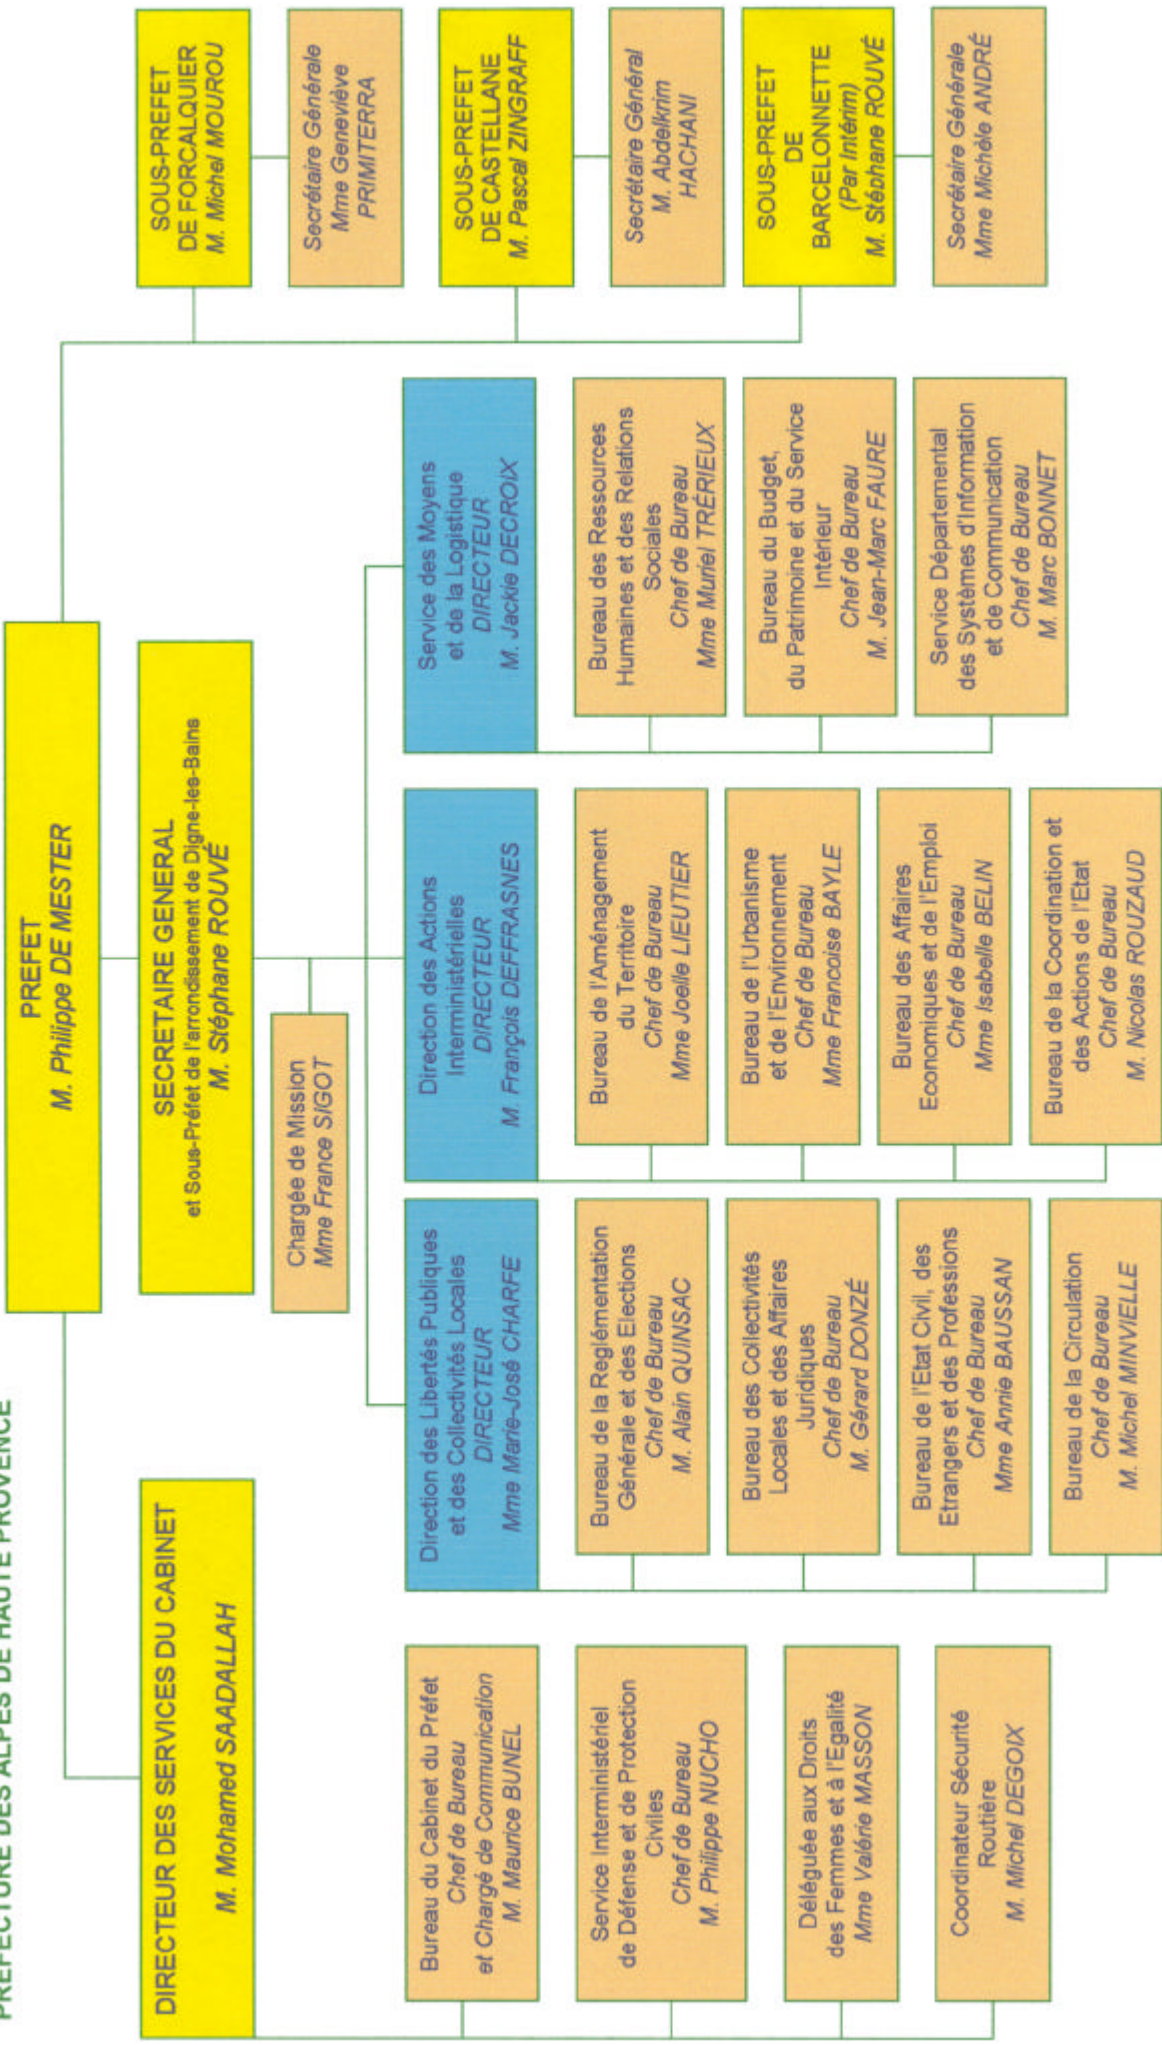 PREFECTURE DES ALPES DE HAUTE PROVENCE
PREFET
M. Philippe DE MESTER
DIRECTEUR DES SERVICES DU CABINET
M. Mohamed SAADALLAH
SECRETAIRE GENERAL
et Sous-Préfet de l'arrondissement de Digne-les-Bains
M. Stéphane ROUVÉ
Chargée de Mission
Mme France SIGOT
Bureau du Cabinet du Préfet
Chef de Bureau
et Chargé de Communication
M. Maurice BUNEL
Service Interministériel
de Défense et de Protection
Civiles
Chef de Bureau
M. Philippe NUCHO
Déléguée aux Droits
des Femmes et à l'Egalité
Mme Valérie MASSON
Coordinateur Sécurité
Routière
M. Michel DEGOIX
Direction des Libertés Publiques
et des Collectivités Locales
DIRECTEUR
Mme Marie-José CHARFE
Bureau de la Reglémentation
Générale et des Elections
Chef de Bureau
M. Alain QUINSAC
Bureau des Collectivités
Locales et des Affaires
Juridiques
Chef de Bureau
M. Gérard DONZÉ
Bureau de l'Etat Civil, des
Etrangers et des Professions
Chef de Bureau
Mme Annie BAUSSAN
Bureau de la Circulation
Chef de Bureau
M. Michel MINVIELLE
Direction des Actions
Interministérielles
DIRECTEUR
M. François DEFFRASNES
Bureau de l'Aménagement
du Territoire
Chef de Bureau
Mme Joelle LIEUTIER
Bureau de l'Urbanisme
et de l'Environnement
Chef de Bureau
Mme Francoise BAYLE
Bureau des Affaires
Economiques et de l'Emploi
Chef de Bureau
Mme Isabelle BELIN
Bureau de la Coordination et
des Actions de l'Etat
Chef de Bureau
M. Nicolas ROUZAUD
Service des Moyens
et de la Logistique
DIRECTEUR
M. Jackie DECROIX
Bureau des Ressources
Humaines et des Relations
Sociales
Chef de Bureau
Mme Muriel TRÉRIEUX
Bureau du Budget,
du Patrimoine et du Service
Intérieur
Chef de Bureau
M. Jean-Marc FAURE
Service Départemental
des Systèmes d'Information
et de Communication
Chef de Bureau
M. Marc BONNET
SOUS-PREFET
DE FORCALQUIER
M. Michel MOUROU
Secrétaire Générale
Mme Geneviève
PRIMITERRA
SOUS-PREFET
DE CASTELLANE
M. Pascal ZINGRAFF
Secrétaire Général
M. Abdelkrim
HACHANI
SOUS-PREFET
DE
BARCELONNETTE
(Par Intérim)
M. Stéphane ROUVÉ
Secrétaire Générale
Mme Michèle ANDRÉ